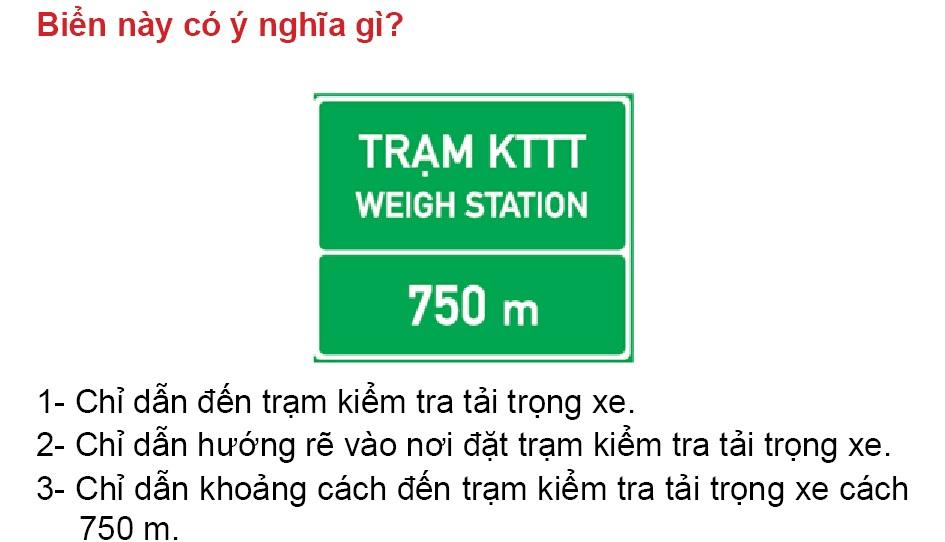 Biển này có ý nghĩa gì?
TRẠM KTTT
WEIGH STATION
750 m
1- Chỉ dẫn đến trạm kiểm tra tải trọng xe.
2- Chỉ dẫn hướng rẽ vào nơi đặt trạm kiểm tra tải trọng xe.
3- Chỉ dẫn khoảng cách đến trạm kiểm tra tải trọng xe cách
750 m.